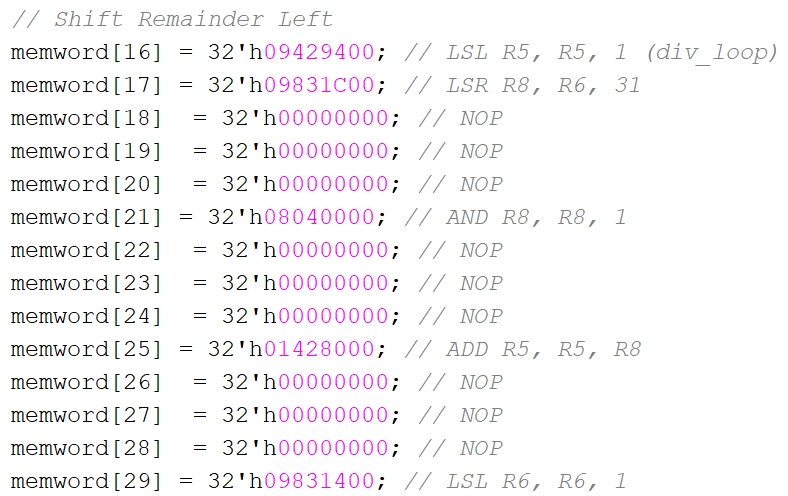 // Shift Remainder Left
memword[16] = 32'h09429400; // LSL R5, R5, 1 (div_loop)
memword[17] = 32'h09831C00; // LSR R8, R6, 31
memword[18]  = 32'h00000000; // NOP
memword[19]  = 32'h00000000; // NOP
memword[20]  = 32'h00000000; // NOP
memword[21] = 32'h08040000; // AND R8, R8, 1
memword[22]  = 32'h00000000; // NOP
memword[23]  = 32'h00000000; // NOP
memword[24]  = 32'h00000000; // NOP
memword[25] = 32'h01428000; // ADD R5, R5, R8
memword[26]  = 32'h00000000; // NOP
memword[27]  = 32'h00000000; // NOP
memword[28]  = 32'h00000000; // NOP
memword[29] = 32'h09831400; // LSL R6, R6, 1